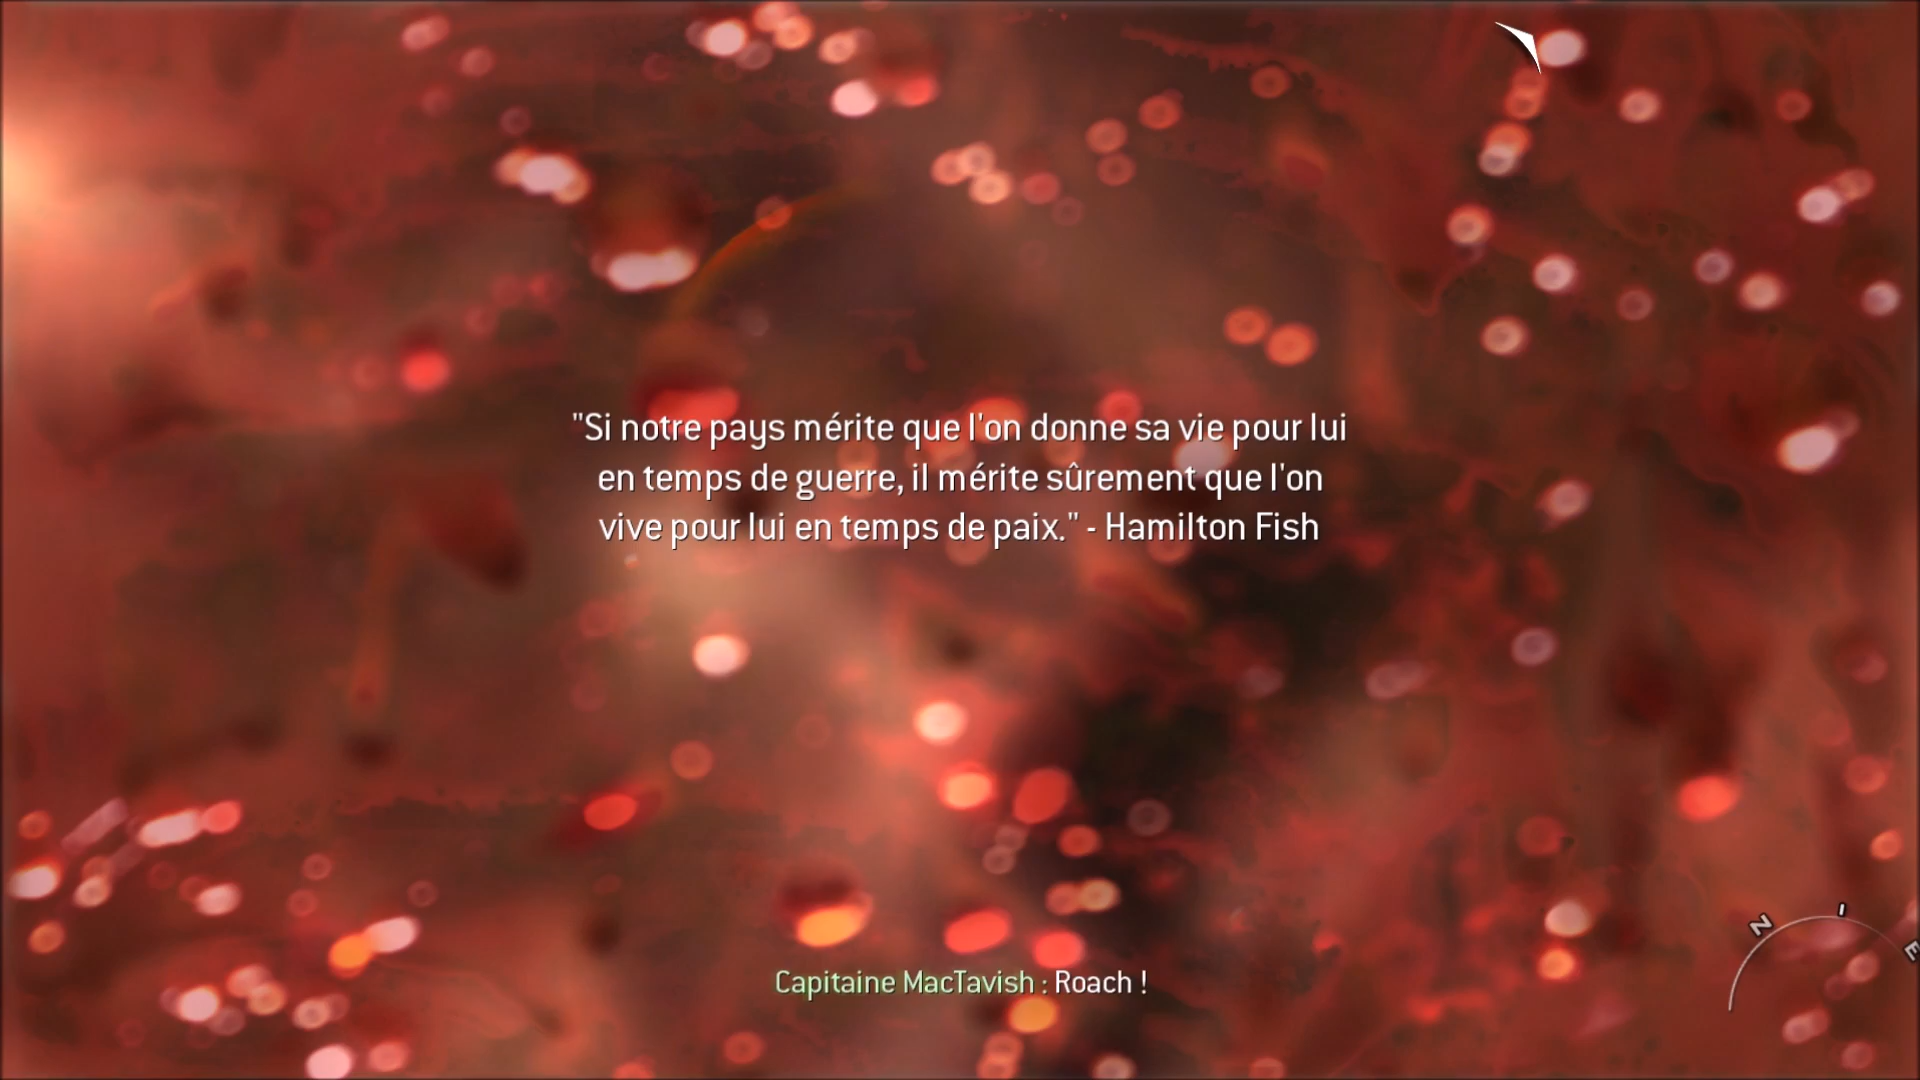 "Si notre pays mérite que l'on donne sa vie pour lui
en temps de guerre, il mérite sûrement que l'on
vive pour lui en temps de paix." - Hamilton Fish
N
E
Capitaine MacTavish : Roach !